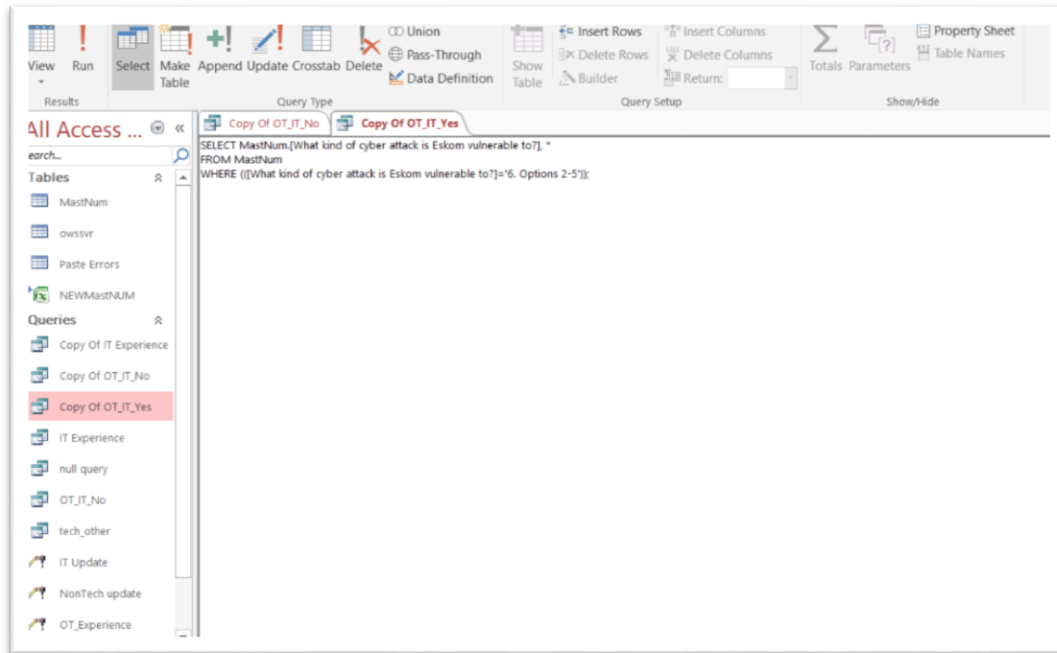 View
Run
Select
Make Table
Append
Update
Crosstab
Delete
Union
Pass-Through
Data Definition
Show Table
Insert Rows
Delete Rows
Builder
Insert Columns
Delete Columns
Return:
Totals
Parameters
Property Sheet
Table Names
Results
Query Type
Query Setup
Show/Hide
All Access ...
earch...
Tables
MastNum
owssvr
Paste Errors
NEWMastNUM
Queries
Copy Of IT Experience
Copy Of OT_IT_No
Copy Of OT_IT_Yes
IT Experience
null query
OT_IT_No
tech_other
IT Update
NonTech update
OT_Experience
Copy Of OT_IT_No
Copy Of OT_IT_Yes
SELECT MastNum.[What kind of cyber attack is Eskom vulnerable to?], *
FROM MastNum
WHERE (([What kind of cyber attack is Eskom vulnerable to?]='6. Options 2-5'));